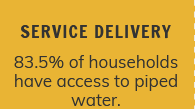 SERVICE DELIVERY
83.5% of households
have access to piped
water.